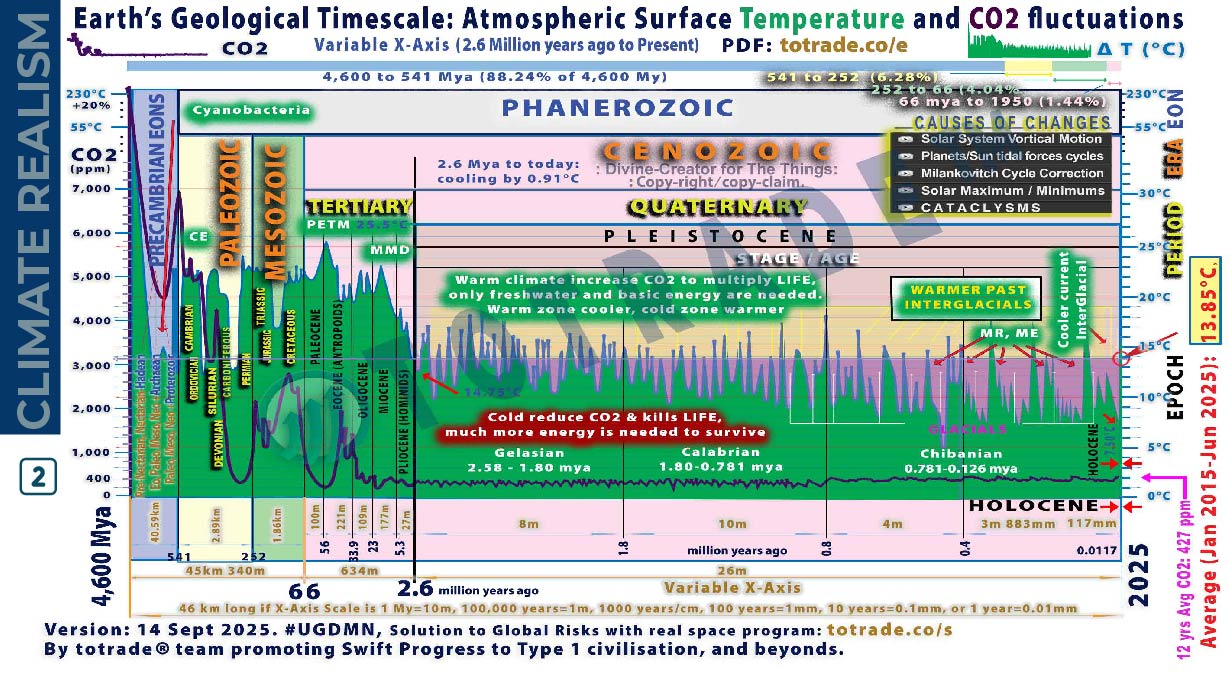 Earth's Geological Timescale: Atmospheric Surface Temperature and CO2 fluctuations
CO2
Variable X-Axis (2.6 Million years ago to Present)
PDF: totrade.co/e
Δ T (°C)
4,600 to 541 Mya (88.24% of 4,600 My)
541 to 252 (6.28%)
252 to 66 (4.04%
66 mya to 1950 (1.44%)
CLIMATE REALISM
2
230°C
+20%
55°C
CO2
(ppm)
7,000
6,000
5,000
4,000
3,000
2,000
1,000
400
0
PRECAMBRIAN EONS
Cyanobacteria
PHANEROZOIC
PALEOZOIC
MESOZOIC
CENOZOIC
2.6 Mya to today:
cooling by 0.91°C
: Divine-Creator for The Things:
: Copy-right/copy-claim.
CAUSES OF CHANGES
Solar System Vortical Motion
Planets/Sun tidal forces cycles
Milankovitch Cycle Correction
Solar Maximum / Minimums
CATACLYSMS
TERTIARY
QUATERNARY
CE
PETM 25.5°C
MMD
PLEISTOCENE
STAGE / AGE
Warm climate increase CO2 to multiply LIFE,
only freshwater and basic energy are needed.
Warm zone cooler, cold zone warmer
WARMER PAST
INTERGLACIALS
Cooler current
InterGlacial
MR, ME
TOTRADE
CAMBRIAN
ORDOVICIAN
SILURIAN
DEVONIAN
CARBONIFEROUS
PERMIAN
TRIASSIC
JURASSIC
CRETACEOUS
PALEOCENE
EOCENE (ANTROPOIDS)
OLIGOCENE
MIOCENE
PLIOCENE (HOMINIDS)
14.75°C
Cold reduce CO2 & kills LIFE,
much more energy is needed to survive
GLACIALS
Gelasian
2.58 - 1.80 mya
Calabrian
1.80-0.781 mya
Chibanian
0.781-0.126mya
HOLOCENE
7.50°C
HOLOCENE
230°C
55°C
30°C
25°C
20°C
15°C
10°C
5°C
0°C
EON
ERA
PERIOD
EPOCH
40.59km
2.89km
1.86km
100m
221m
109m
177m
27m
8m
10m
4m
3m 883mm
117mm
541
252
56
33.9
23
5.3
1.8
million years ago
0.8
0.4
0.0117
45km 340m
634m
26m
4,600 Mya
66
2.6 million years ago
Variable X-Axis
2025
46 km long if X-Axis Scale is 1 My=10m, 100,000 years=1m, 1000 years/cm, 100 years=1mm, 10 years=0.1mm, or 1 year=0.01mm
12 yrs Avg CO2: 427 ppm
Average (Jan 2015-Jun 2025): 13.85°C,
Version: 14 Sept 2025. #UGDMN, Solution to Global Risks with real space program: totrade.co/s
By totrade® team promoting Swift Progress to Type 1 civilisation, and beyonds.